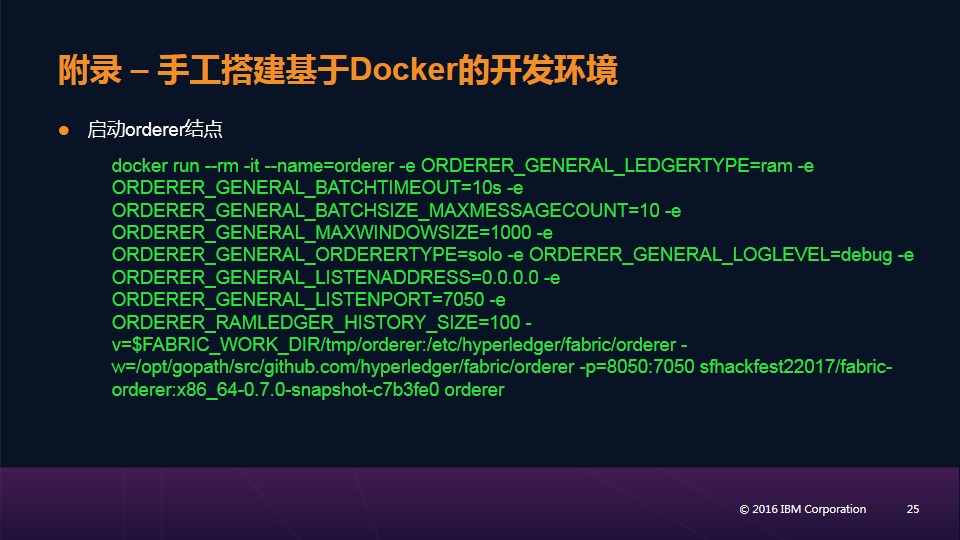 附录 – 手工搭建基于Docker的开发环境
● 启动orderer结点
docker run --rm -it --name=orderer -e ORDERER_GENERAL_LEDGERTYPE=ram -e
ORDERER_GENERAL_BATCHTIMEOUT=10s -e
ORDERER_GENERAL_BATCHSIZE_MAXMESSAGECOUNT=10 -e
ORDERER_GENERAL_MAXWINDOWSIZE=1000 -e
ORDERER_GENERAL_ORDERERTYPE=solo -e ORDERER_GENERAL_LOGLEVEL=debug -e
ORDERER_GENERAL_LISTENADDRESS=0.0.0.0 -e
ORDERER_GENERAL_LISTENPORT=7050 -e
ORDERER_RAMLEDGER_HISTORY_SIZE=100 -
v=$FABRIC_WORK_DIR/tmp/orderer:/etc/hyperledger/fabric/orderer -
w=/opt/gopath/src/github.com/hyperledger/fabric/orderer -p=8050:7050 sfhackfest22017/fabric-
orderer:x86_64-0.7.0-snapshot-c7b3fe0 orderer
© 2016 IBM Corporation 25